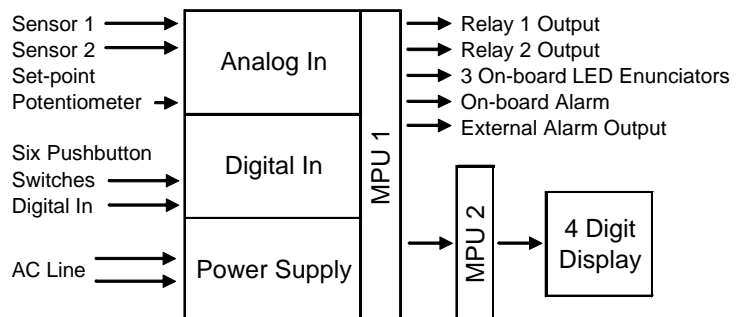 Sensor 1
Sensor 2
Set-point
Potentiometer
Six Pushbutton
Switches
Digital In
AC Line
Analog In
Digital In
Power Supply
MPU 1
Relay 1 Output
Relay 2 Output
3 On-board LED Enunciators
On-board Alarm
External Alarm Output
MPU 2
4 Digit
Display